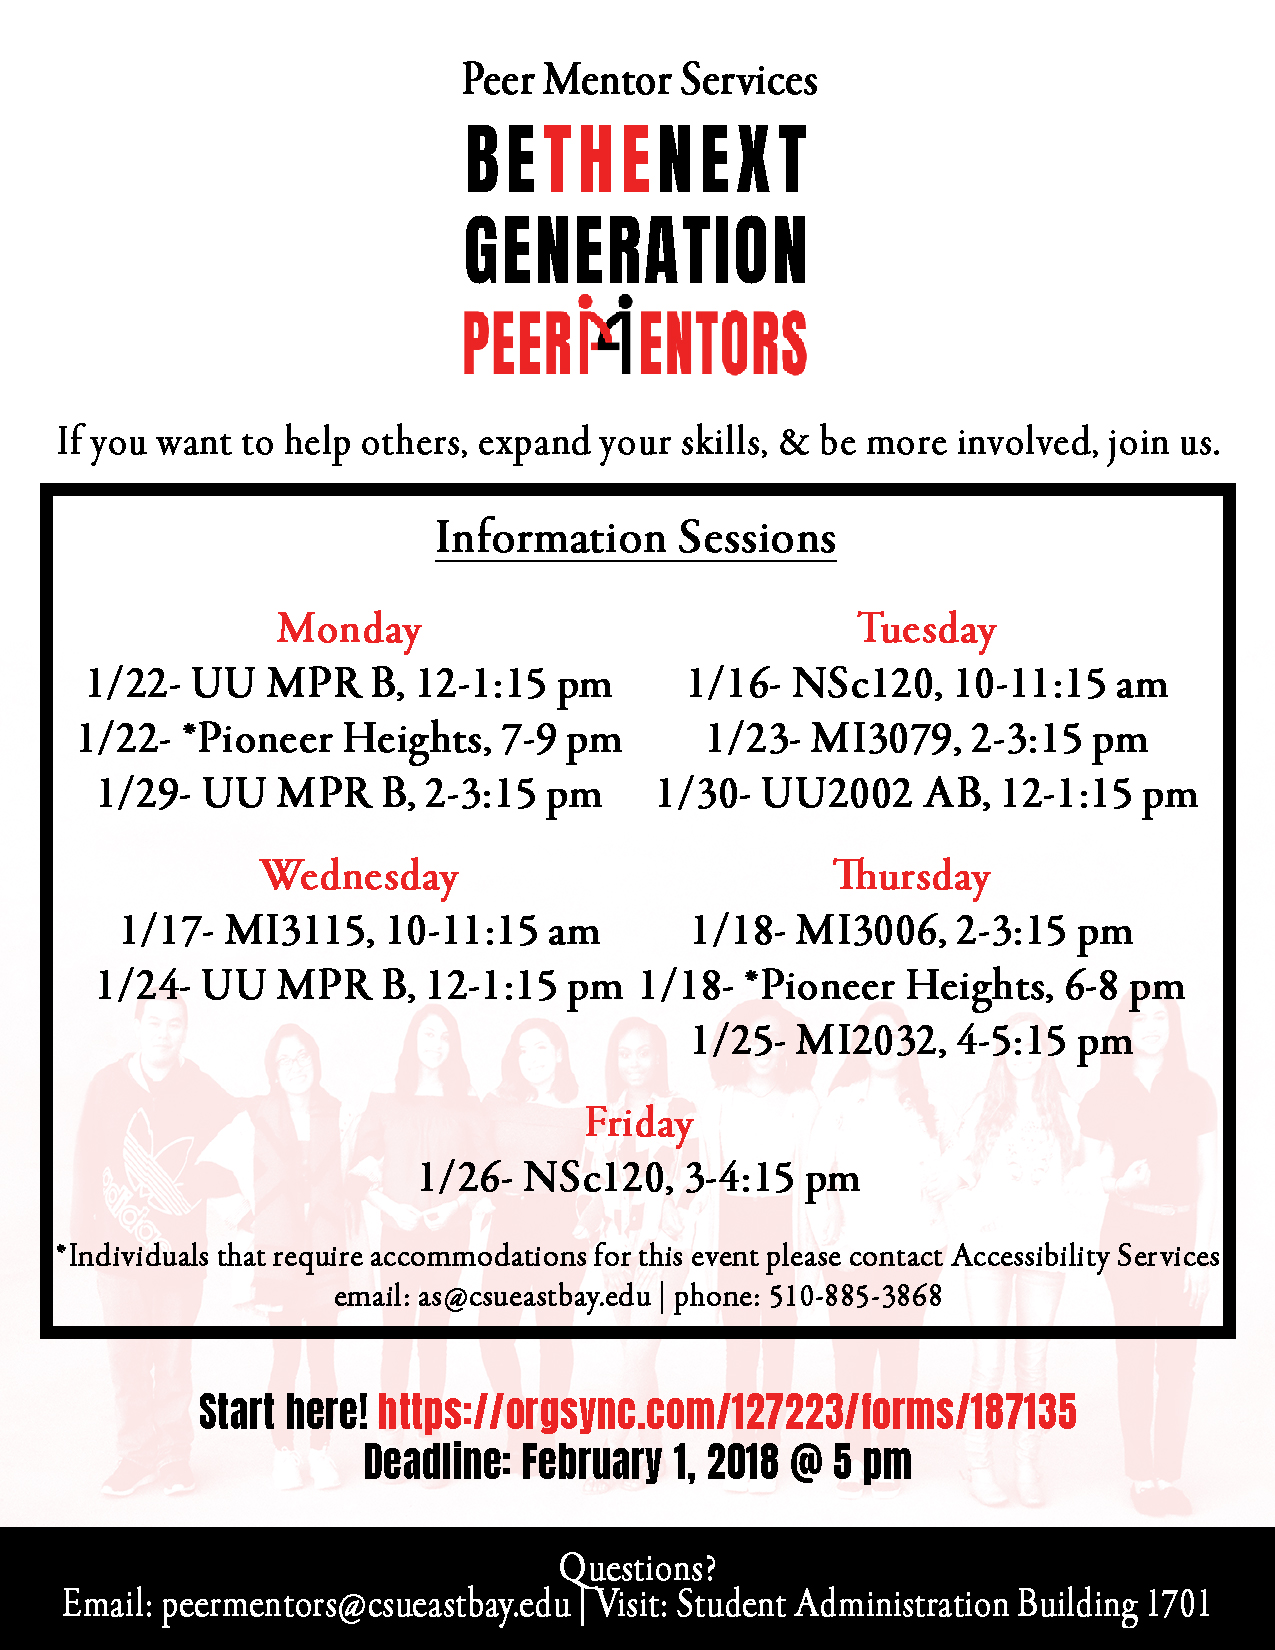 Peer Mentor Services
BETHENEXT
GENERATION
PEERMENTORS
If you want to help others, expand your skills, & be more involved, join us.
Information Sessions
Monday
1/22- UU MPR B, 12-1:15 pm
1/22- *Pioneer Heights, 7-9 pm
1/29- UU MPR B, 2-3:15 pm
Tuesday
1/16- NSc120, 10-11:15 am
1/23- MI3079, 2-3:15 pm
1/30- UU2002 AB, 12-1:15 pm
Wednesday
1/17- MI3115, 10-11:15 am
1/24- UU MPR B, 12-1:15 pm
Thursday
1/18- MI3006, 2-3:15 pm
1/18- *Pioneer Heights, 6-8 pm
1/25- MI2032, 4-5:15 pm
Friday
1/26- NSc120, 3-4:15 pm
adidas
*Individuals that require accommodations for this event please contact Accessibility Services
email: as@csueastbay.edu | phone: 510-885-3868
Start here! https://orgsync.com/127223/forms/187135
Deadline: February 1, 2018 @ 5 pm
Questions?
Email: peermentors@csueastbay.edu | Visit: Student Administration Building 1701